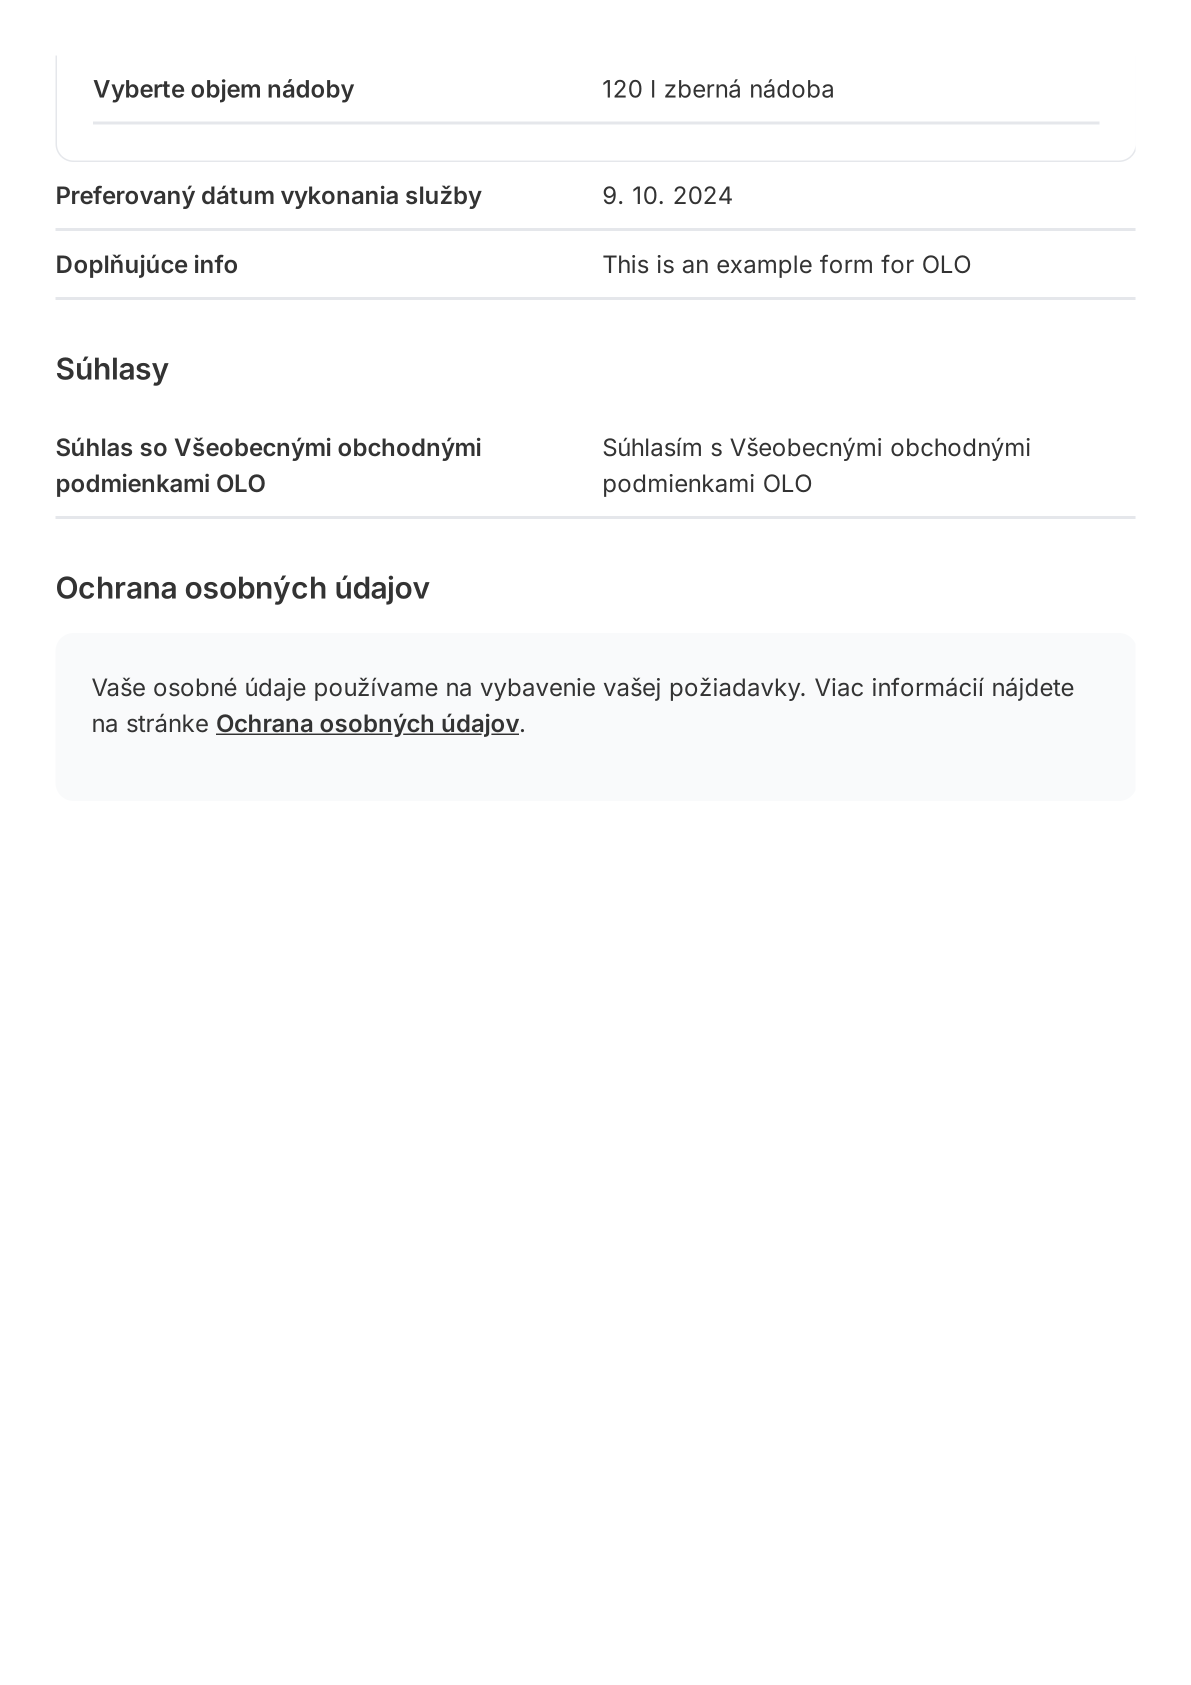 Vyberte objem nádoby 120 l zberná nádoba
Preferovaný dátum vykonania služby 9. 10. 2024
Doplňujúce info This is an example form for OLO
Súhlasy
Súhlas so Všeobecnými obchodnými podmienkami OLO
Súhlasím s Všeobecnými obchodnými podmienkami OLO
Ochrana osobných údajov
Vaše osobné údaje používame na vybavenie vašej požiadavky. Viac informácií nájdete
na stránke Ochrana osobných údajov.